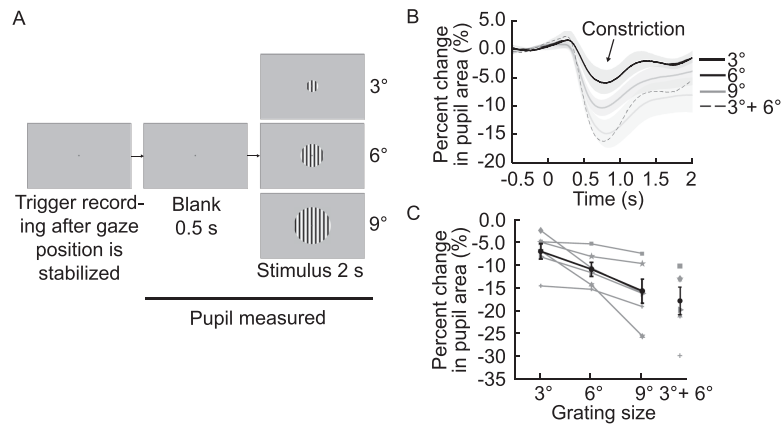 A
3°
6°
9°
Trigger record-
ing after gaze
position is
stabilized
Blank
0.5 s
Stimulus 2 s
Pupil measured
B
Percent change
in pupil area (%)
5.0
0.0
-5.0
-10
-15
-20
Constriction
3°
6°
9°
3°+ 6°
-0.5 0 0.5 1.0 1.5 2
Time (s)
C
Percent change
in pupil area (%)
0.0
-5.0
-10
-15
-20
-25
-30
-35
3° 6° 9° 3°+ 6°
Grating size